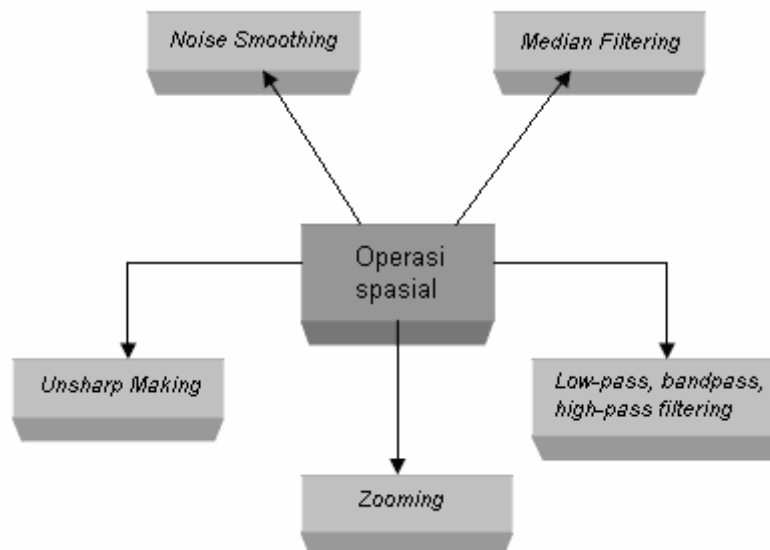 Noise Smoothing
Median Filtering
Operasi
spasial
Unsharp Making
Low-pass, bandpass,
high-pass filtering
Zooming